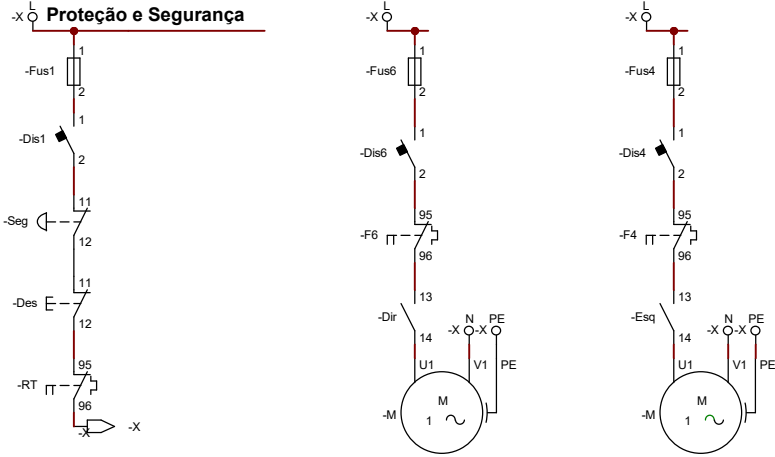 L
-X Proteção e Segurança
1
-Fus1
2
1
-Dis1
2
11
-Seg
12
11
-Des
12
95
-RT
96
-X -X
L
-X
1
-Fus6
2
1
-Dis6
2
95
-F6
96
13
-Dir
14
N PE
-X -X
U1 V1 PE
M
-M
1
L
-X
1
-Fus4
2
1
-Dis4
2
95
-F4
96
13
-Esq
14
N PE
-X -X
U1 V1 PE
M
-M
1